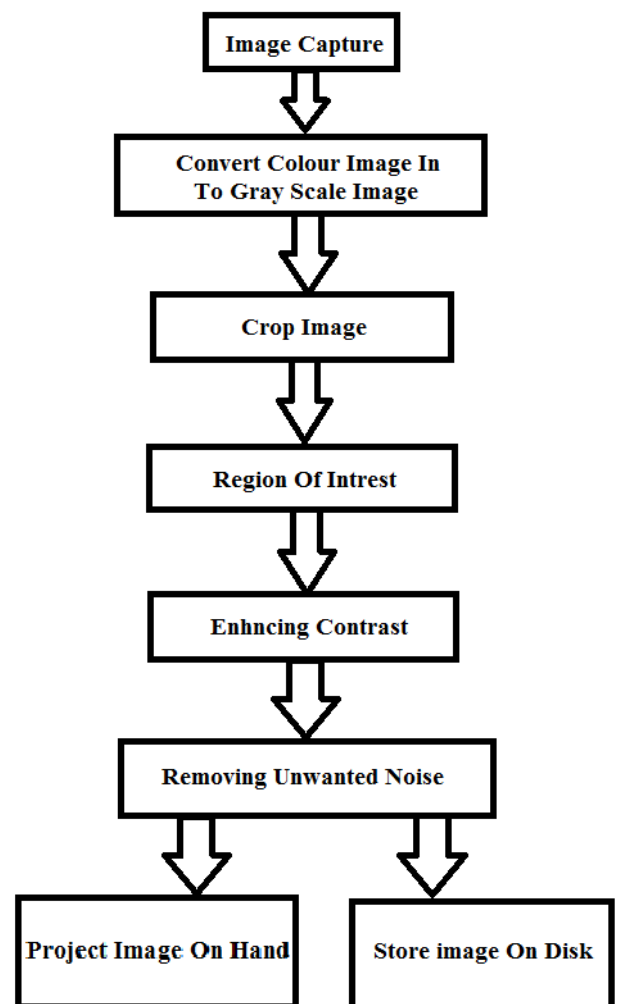 Image Capture
Convert Colour Image In
To Gray Scale Image
Crop Image
Region Of Intrest
Enhncing Contrast
Removing Unwanted Noise
Project Image On Hand
Store image On Disk